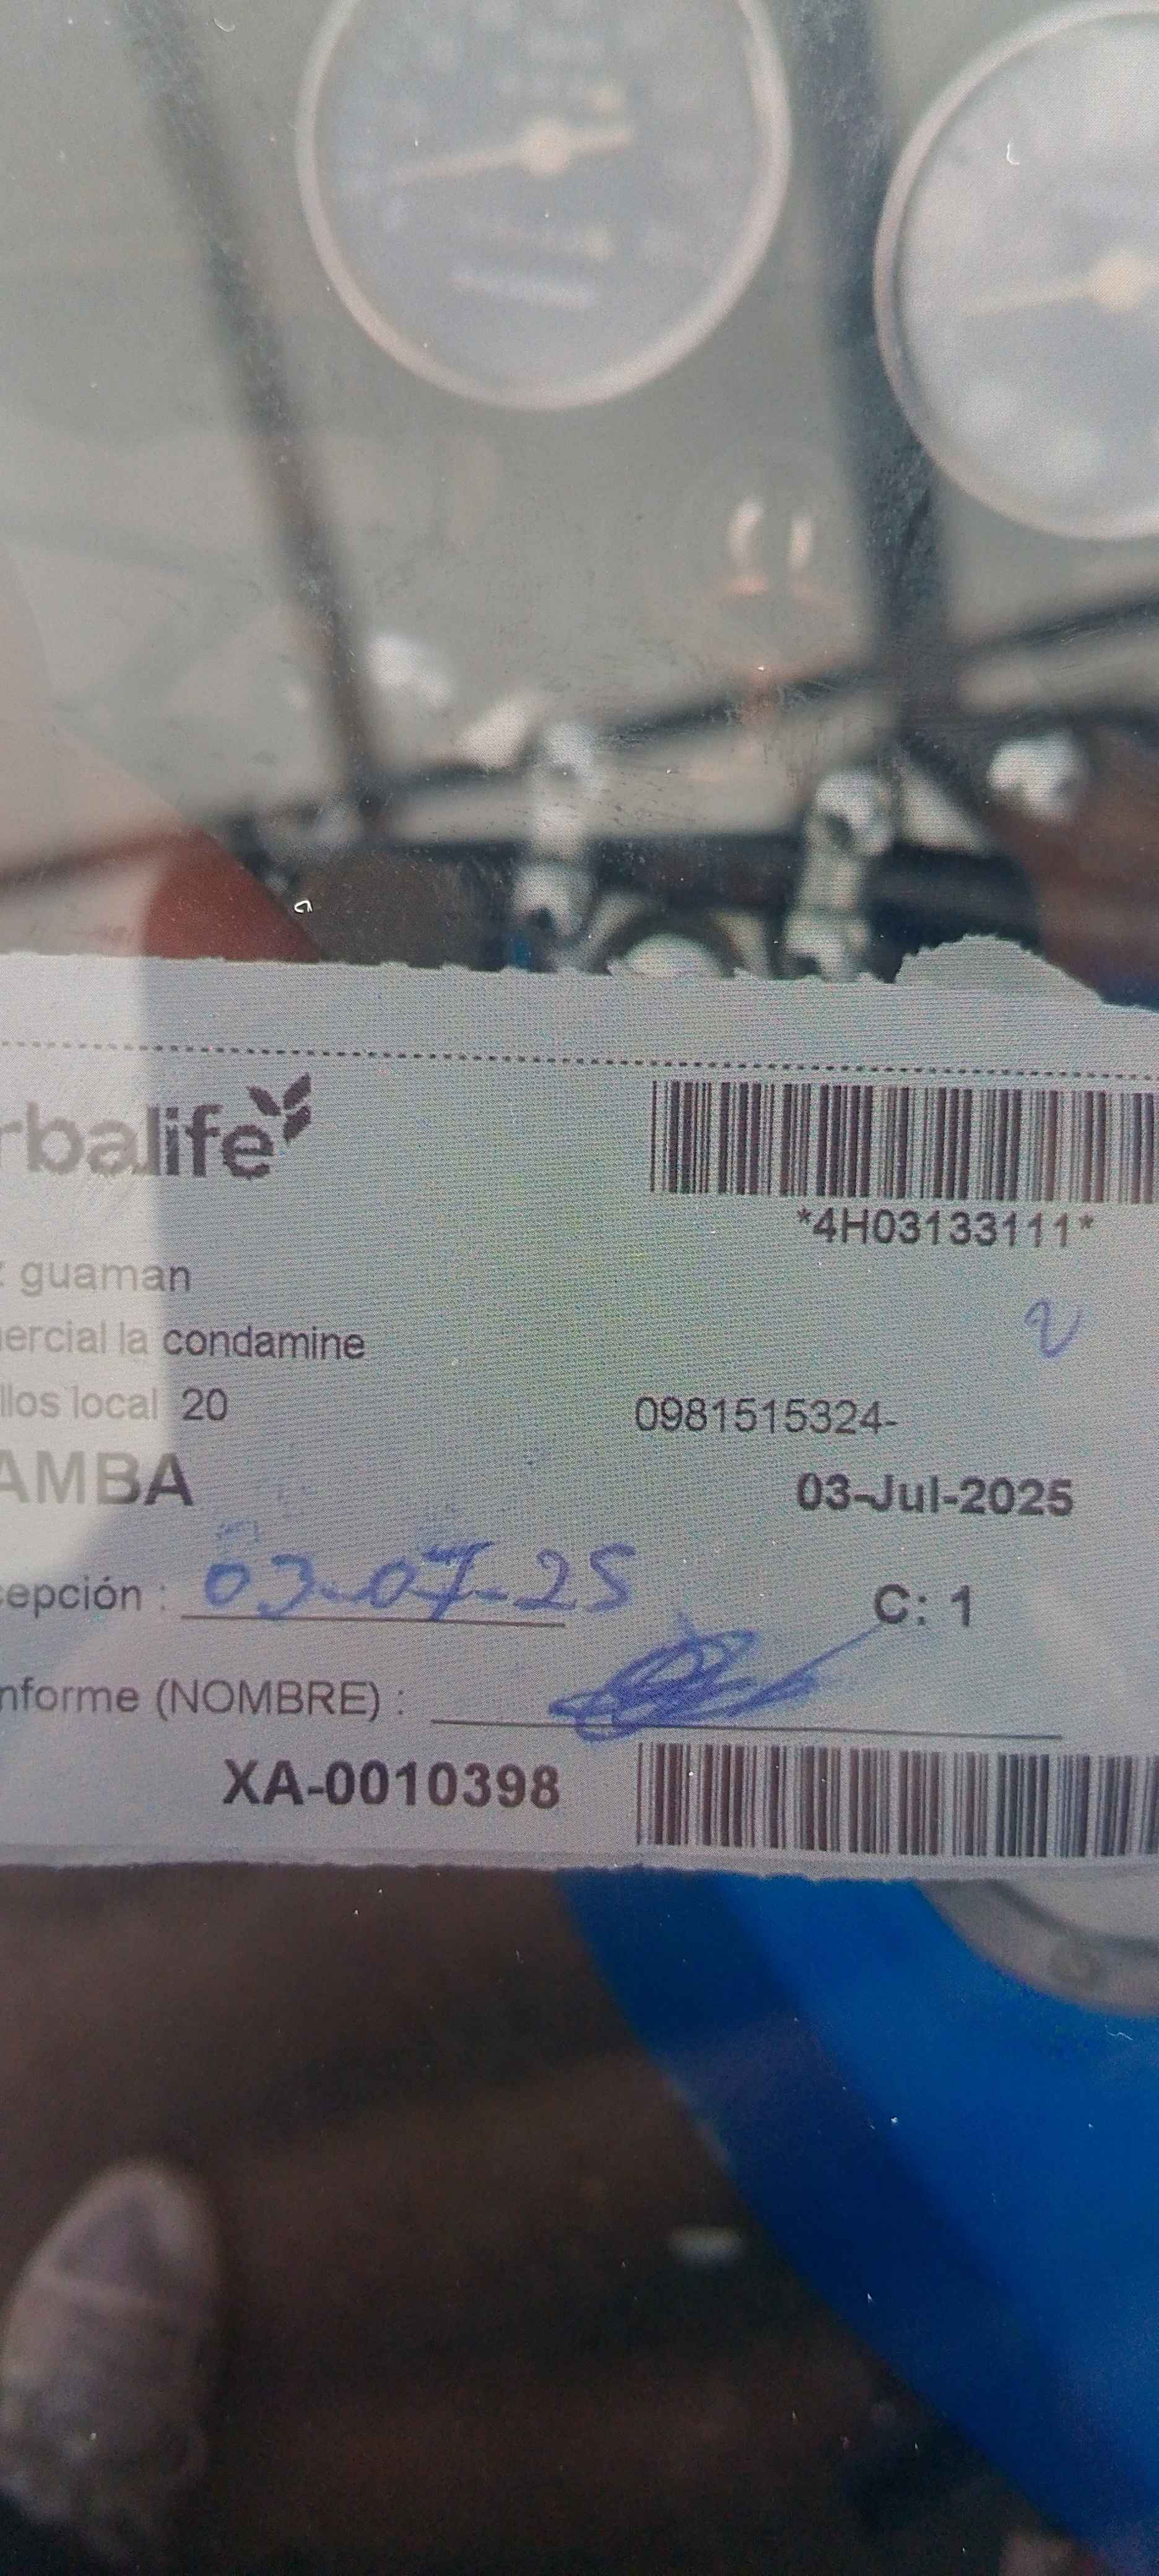 rbalife
*4H03133111*
guaman
ercial la condamine
llos local 20
0981515324-
AMBA
03-Jul-2025
cepción : 03-07-25
C: 1
nforme (NOMBRE) :
XA-0010398